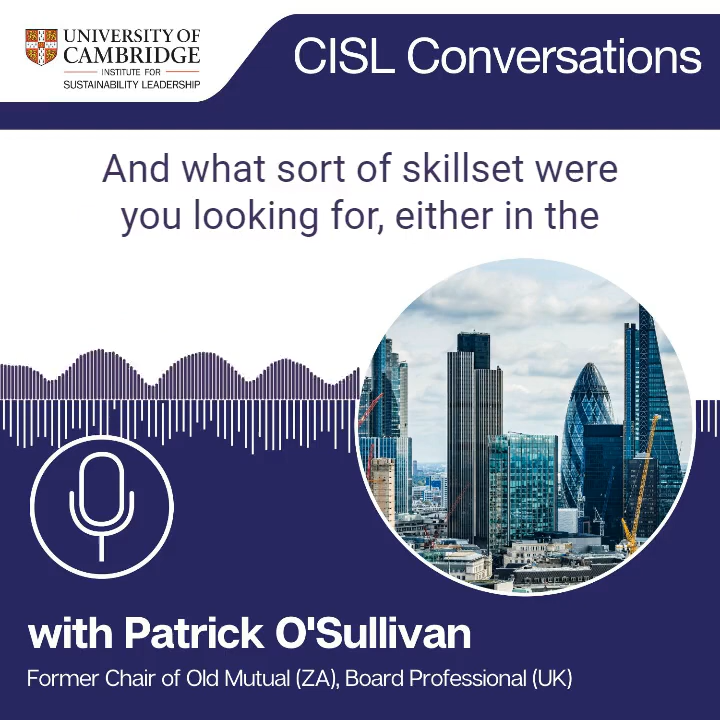 UNIVERSITY OF
CAMBRIDGE
INSTITUTE FOR
SUSTAINABILITY LEADERSHIP
CISL Conversations
And what sort of skillset were
you looking for, either in the
with Patrick O'Sullivan
Former Chair of Old Mutual (ZA), Board Professional (UK)